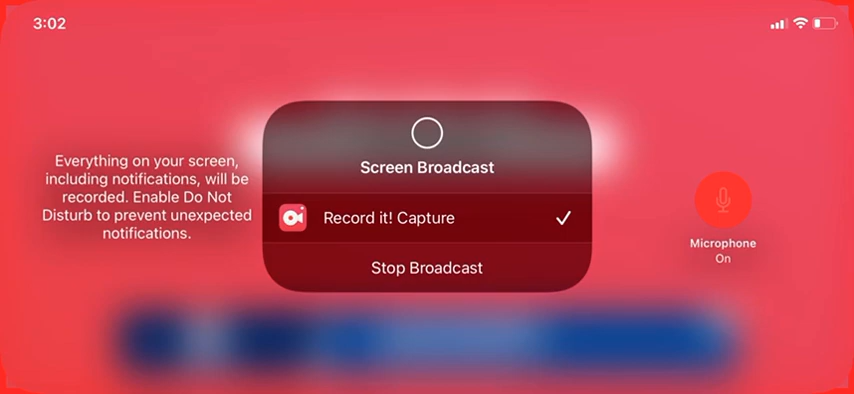 3:02
Everything on your screen,
including notifications, will be
recorded. Enable Do Not
Disturb to prevent unexpected
notifications.
Screen Broadcast
Record it! Capture
Stop Broadcast
Microphone
On